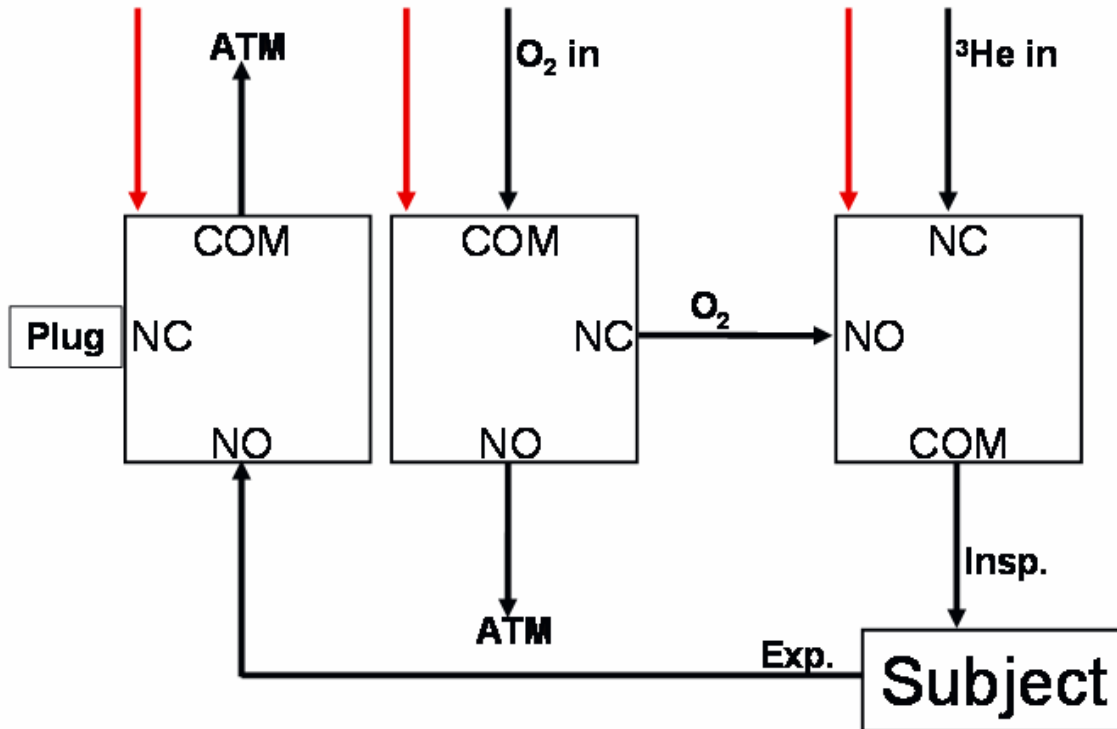 ATM
O₂ in
³He in
COM
COM
NC
Plug
NC
NC
O₂
NO
NO
NO
COM
ATM
Insp.
Exp.
Subject